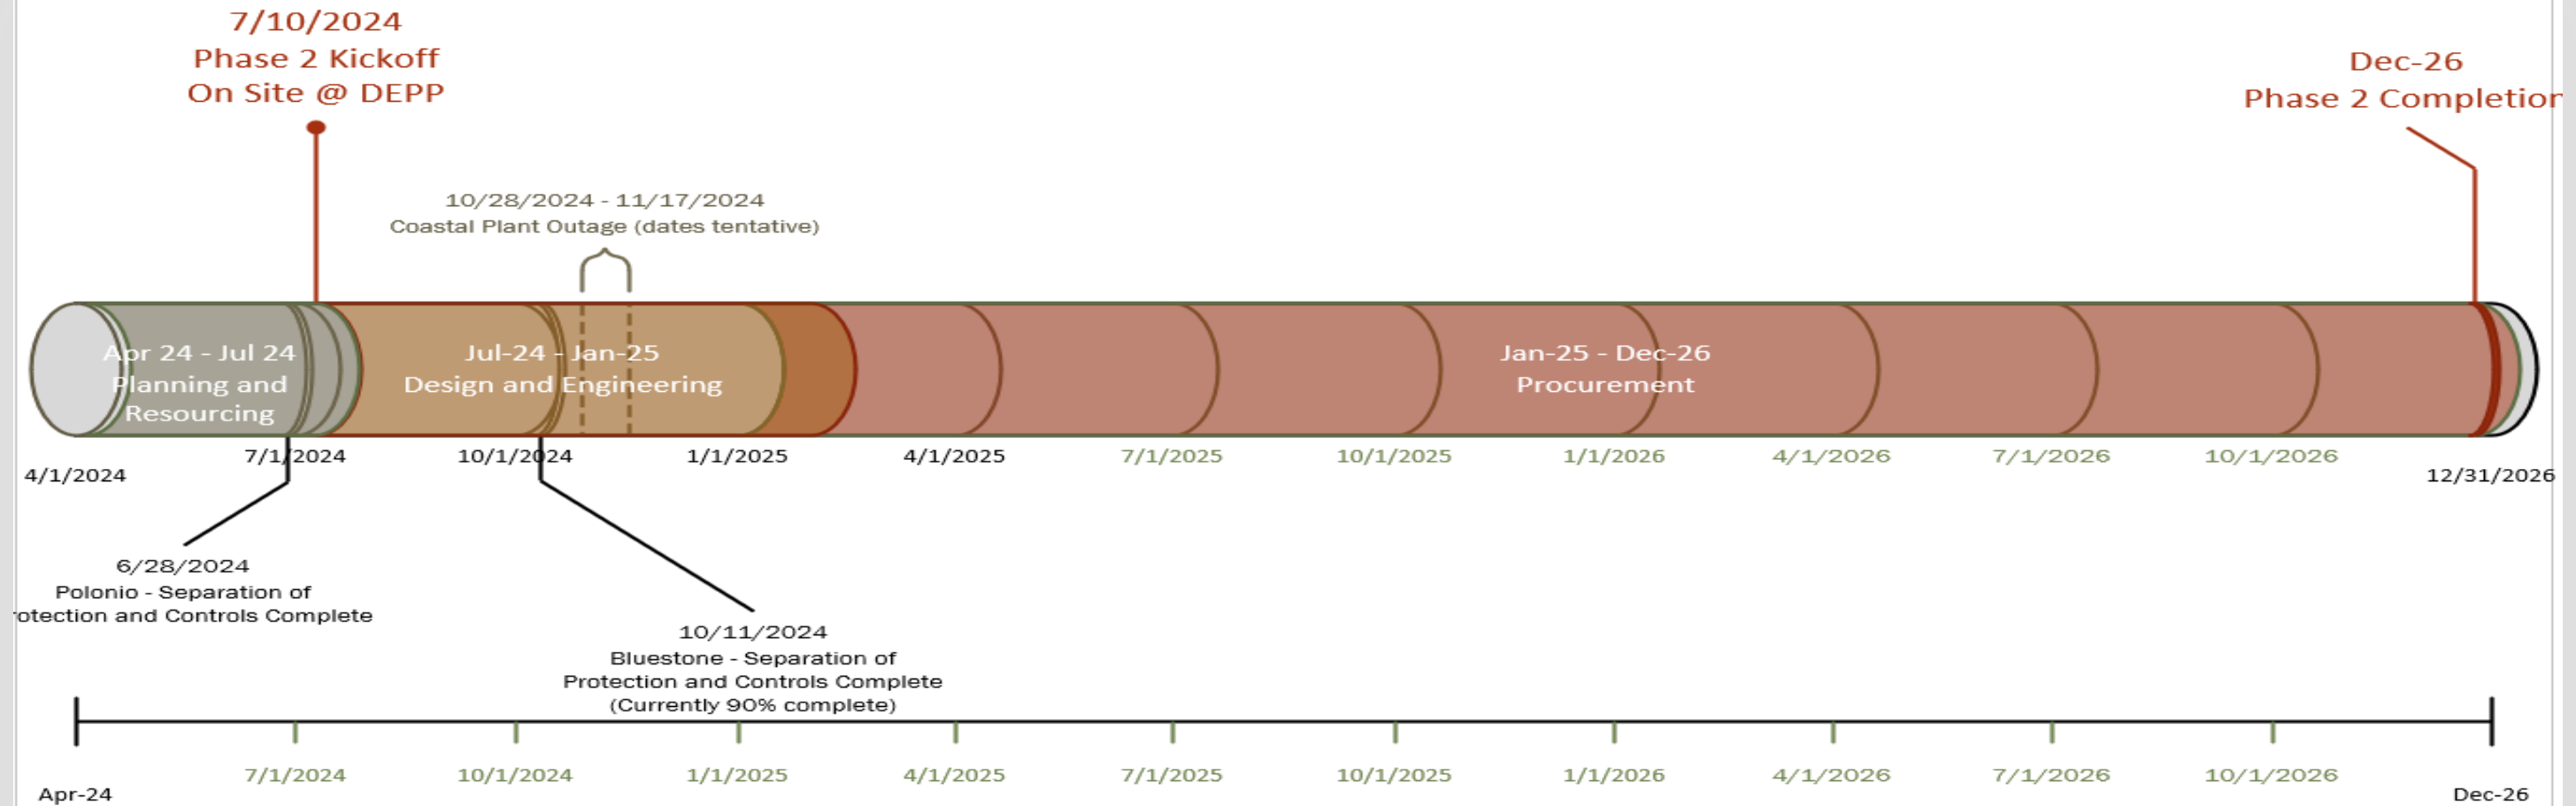 7/10/2024
Phase 2 Kickoff
On Site @ DEPP
Dec-26
Phase 2 Completion
10/28/2024 - 11/17/2024
Coastal Plant Outage (dates tentative)
Apr 24 - Jul 24
Planning and
Resourcing
Jul-24 - Jan-25
Design and Engineering
Jan-25 - Dec-26
Procurement
4/1/2024
7/1/2024
10/1/2024
1/1/2025
4/1/2025
7/1/2025
10/1/2025
1/1/2026
4/1/2026
7/1/2026
10/1/2026
12/31/2026
6/28/2024
Polonio - Separation of
rotection and Controls Complete
10/11/2024
Bluestone - Separation of
Protection and Controls Complete
(Currently 90% complete)
Apr-24
7/1/2024
10/1/2024
1/1/2025
4/1/2025
7/1/2025
10/1/2025
1/1/2026
4/1/2026
7/1/2026
10/1/2026
Dec-26